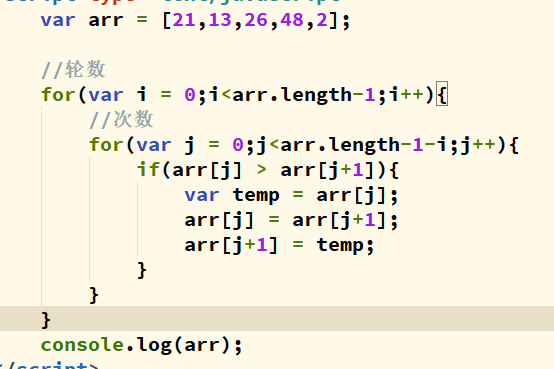 var arr = [21,13,26,48,2];
//轮数
for(var i = 0;i<arr.length-1;i++){
//次数
for(var j = 0;j<arr.length-1-i;j++){
if(arr[j] > arr[j+1]){
var temp = arr[j];
arr[j] = arr[j+1];
arr[j+1] = temp;
}
}
}
console.log(arr);
</script>